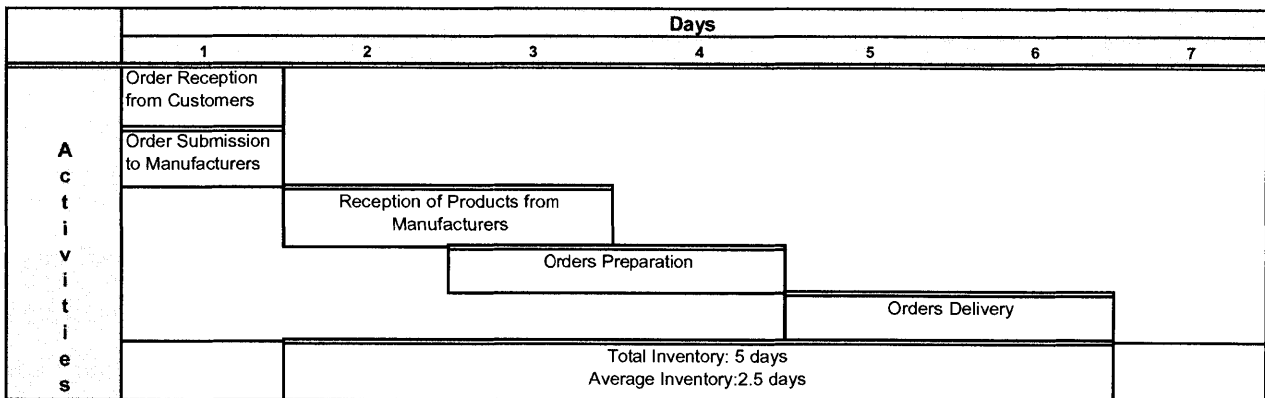 Days
1 2 3 4 5 6 7
Activities
Order Reception
from Customers
Order Submission
to Manufacturers
Reception of Products from
Manufacturers
Orders Preparation
Orders Delivery
Total Inventory: 5 days
Average Inventory:2.5 days